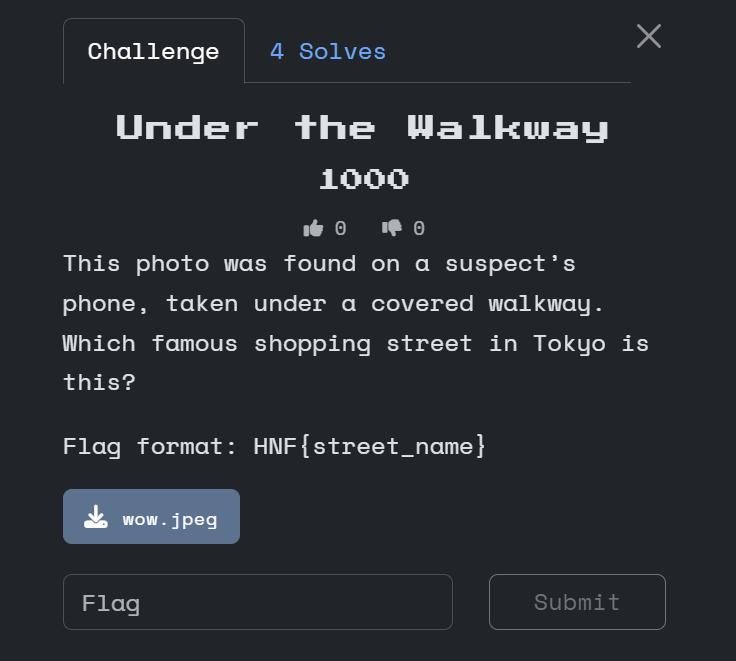 Challenge
4 Solves
Under the Walkway
1000
0 0
This photo was found on a suspect’s
phone, taken under a covered walkway.
Which famous shopping street in Tokyo is
this?
Flag format: HNF{street_name}
wow.jpeg
Flag
Submit